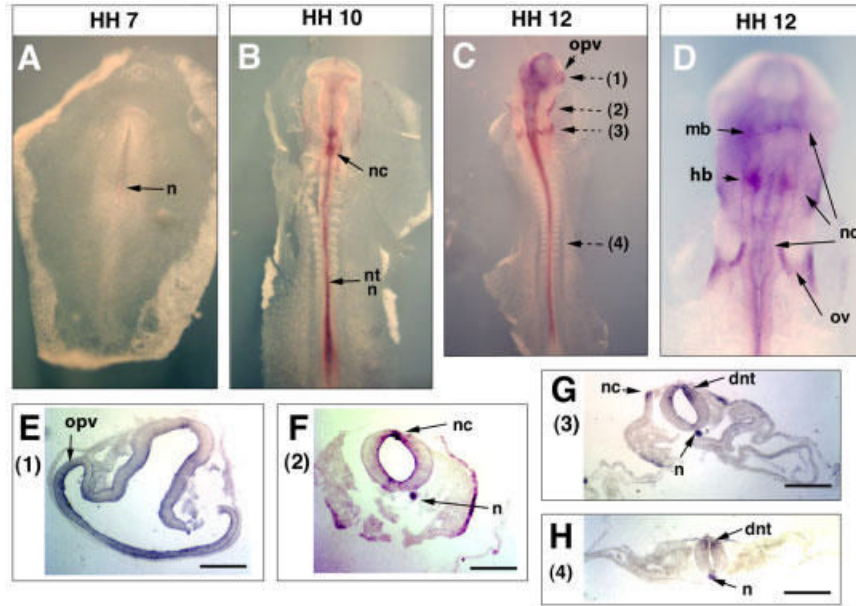 HH 7
HH 10
HH 12
HH 12
A
n
B
nc
nt
n
C
opv
(1)
(2)
(3)
(4)
D
mb
hb
nc
ov
E
(1)
opv
F
(2)
nc
n
G
(3)
nc
dnt
n
H
(4)
dnt
n